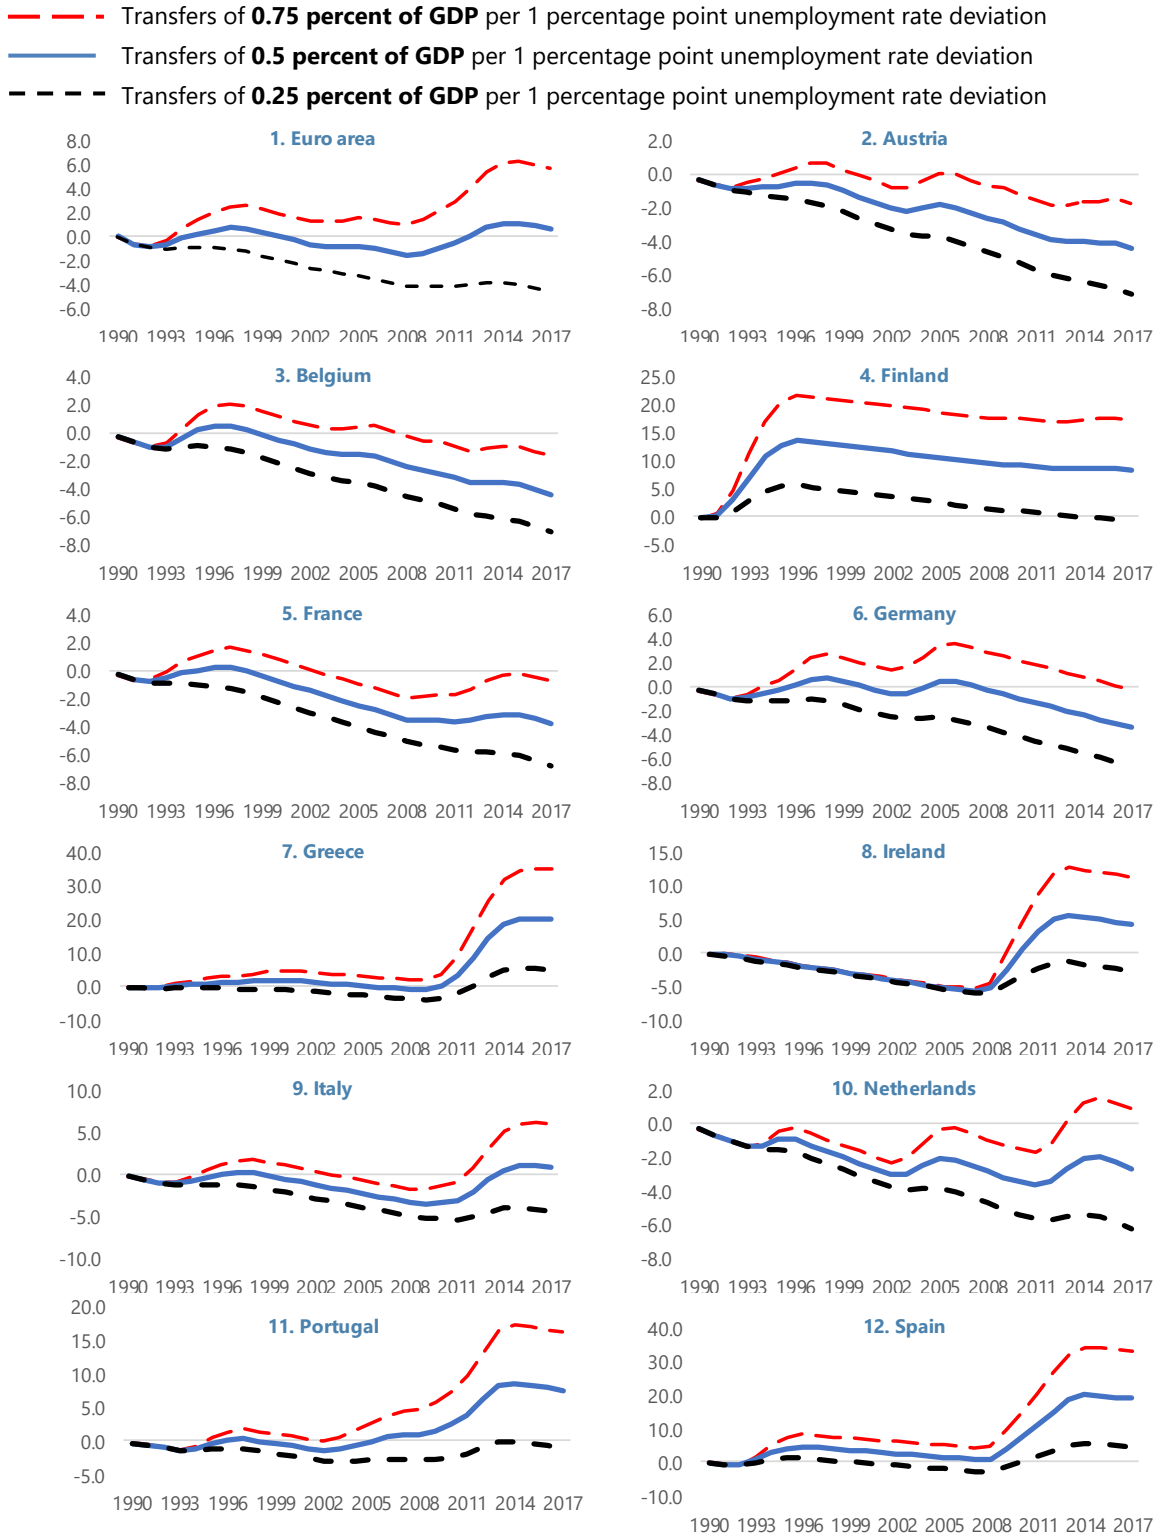 Transfers of 0.75 percent of GDP per 1 percentage point unemployment rate deviation
Transfers of 0.5 percent of GDP per 1 percentage point unemployment rate deviation
Transfers of 0.25 percent of GDP per 1 percentage point unemployment rate deviation
1. Euro area
8.0
6.0
4.0
2.0
0.0
-2.0
-4.0
-6.0
1990 1993 1996 1999 2002 2005 2008 2011 2014 2017
2. Austria
2.0
0.0
-2.0
-4.0
-6.0
-8.0
1990 1993 1996 1999 2002 2005 2008 2011 2014 2017
3. Belgium
4.0
2.0
0.0
-2.0
-4.0
-6.0
-8.0
1990 1993 1996 1999 2002 2005 2008 2011 2014 2017
4. Finland
25.0
20.0
15.0
10.0
5.0
0.0
-5.0
1990 1993 1996 1999 2002 2005 2008 2011 2014 2017
5. France
4.0
2.0
0.0
-2.0
-4.0
-6.0
-8.0
1990 1993 1996 1999 2002 2005 2008 2011 2014 2017
6. Germany
6.0
4.0
2.0
0.0
-2.0
-4.0
-6.0
-8.0
1990 1993 1996 1999 2002 2005 2008 2011 2014 2017
7. Greece
40.0
30.0
20.0
10.0
0.0
-10.0
1990 1993 1996 1999 2002 2005 2008 2011 2014 2017
8. Ireland
15.0
10.0
5.0
0.0
-5.0
-10.0
1990 1993 1996 1999 2002 2005 2008 2011 2014 2017
9. Italy
10.0
5.0
0.0
-5.0
-10.0
1990 1993 1996 1999 2002 2005 2008 2011 2014 2017
10. Netherlands
2.0
0.0
-2.0
-4.0
-6.0
-8.0
1990 1993 1996 1999 2002 2005 2008 2011 2014 2017
11. Portugal
20.0
15.0
10.0
5.0
0.0
-5.0
1990 1993 1996 1999 2002 2005 2008 2011 2014 2017
12. Spain
40.0
30.0
20.0
10.0
0.0
-10.0
1990 1993 1996 1999 2002 2005 2008 2011 2014 2017